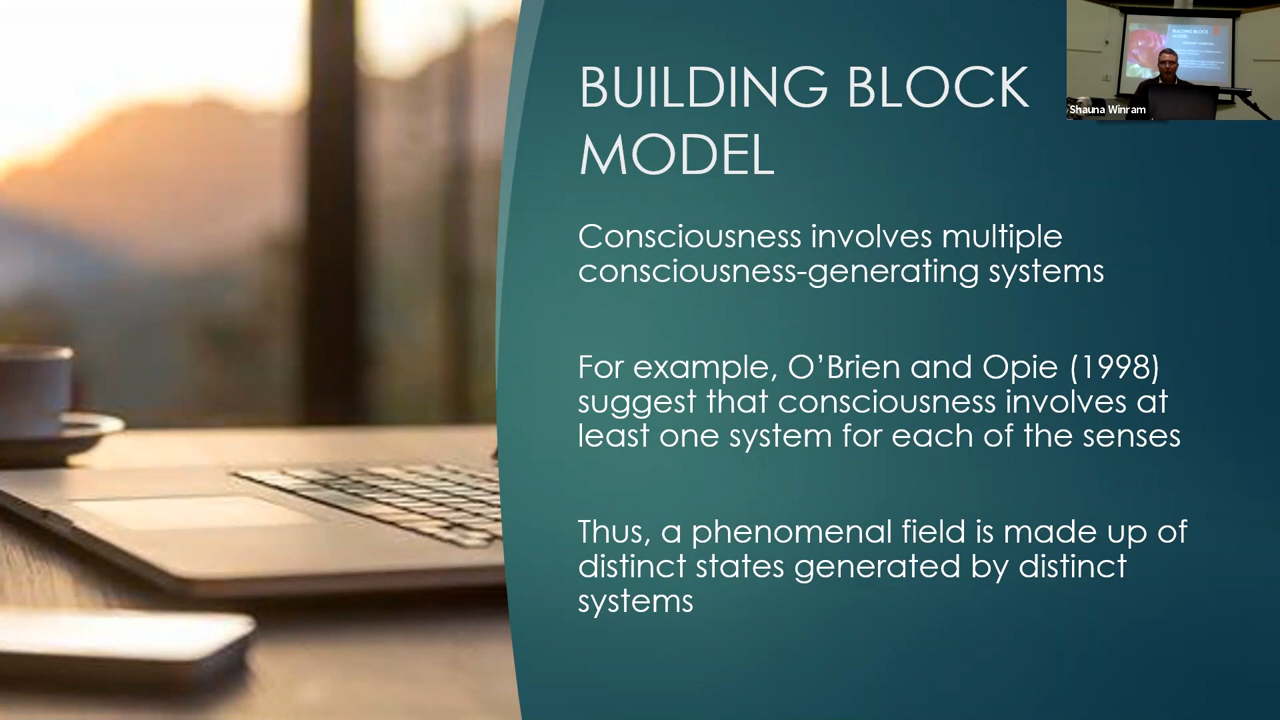 BUILDING BLOCK
MODEL
Shauna Winram
Consciousness involves multiple
consciousness-generating systems
For example, O’Brien and Opie (1998)
suggest that consciousness involves at
least one system for each of the senses
Thus, a phenomenal field is made up of
distinct states generated by distinct
systems